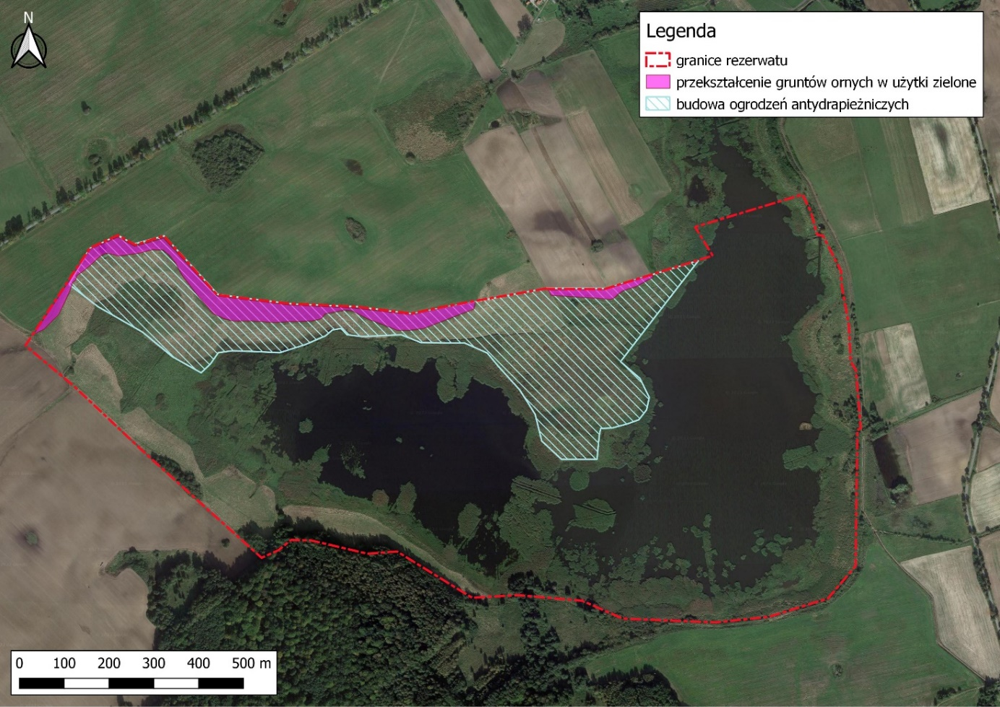 N
Legenda
granice rezerwatu
przekształcenie gruntów ornych w użytki zielone
budowa ogrodzeń antydrapieżniczych
0 100 200 300 400 500 m